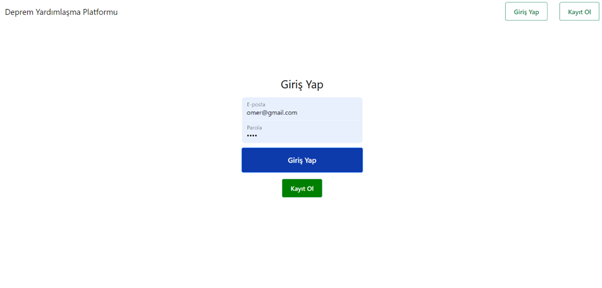 Deprem Yardımlaşma Platformu
Giriş Yap
Kayıt Ol
Giriş Yap
E-posta
omer@gmail.com
Parola
••••
Giriş Yap
Kayıt Ol